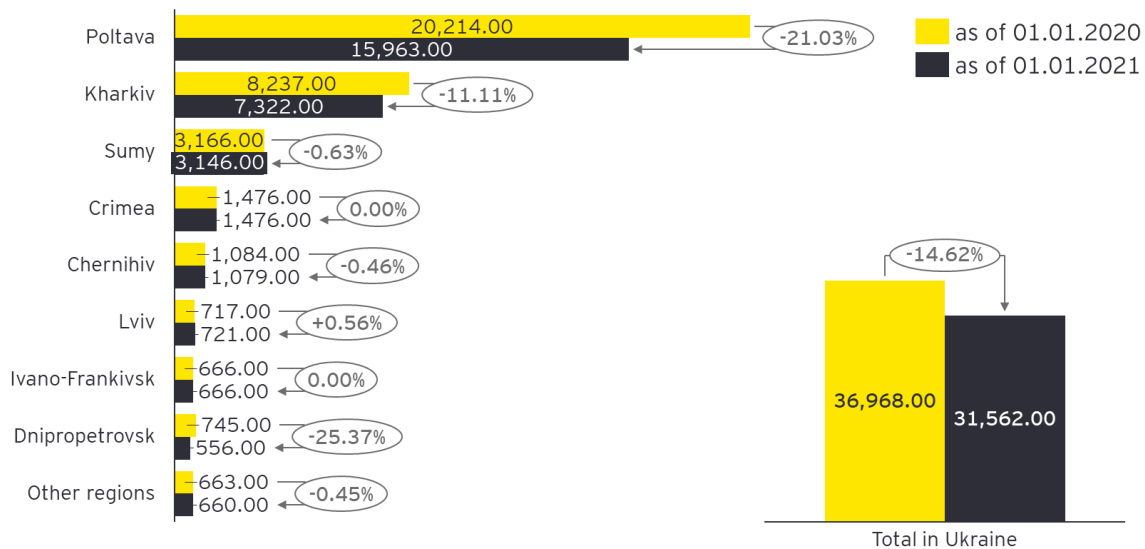 Poltava
20,214.00
15,963.00
-21.03%
as of 01.01.2020
as of 01.01.2021
Kharkiv
8,237.00
7,322.00
-11.11%
Sumy
3,166.00
3,146.00
-0.63%
Crimea
1,476.00
1,476.00
0.00%
Chernihiv
1,084.00
1,079.00
-0.46%
Lviv
717.00
721.00
+0.56%
Ivano-Frankivsk
666.00
666.00
0.00%
Dnipropetrovsk
745.00
556.00
-25.37%
Other regions
663.00
660.00
-0.45%
-14.62%
36,968.00
31,562.00
Total in Ukraine